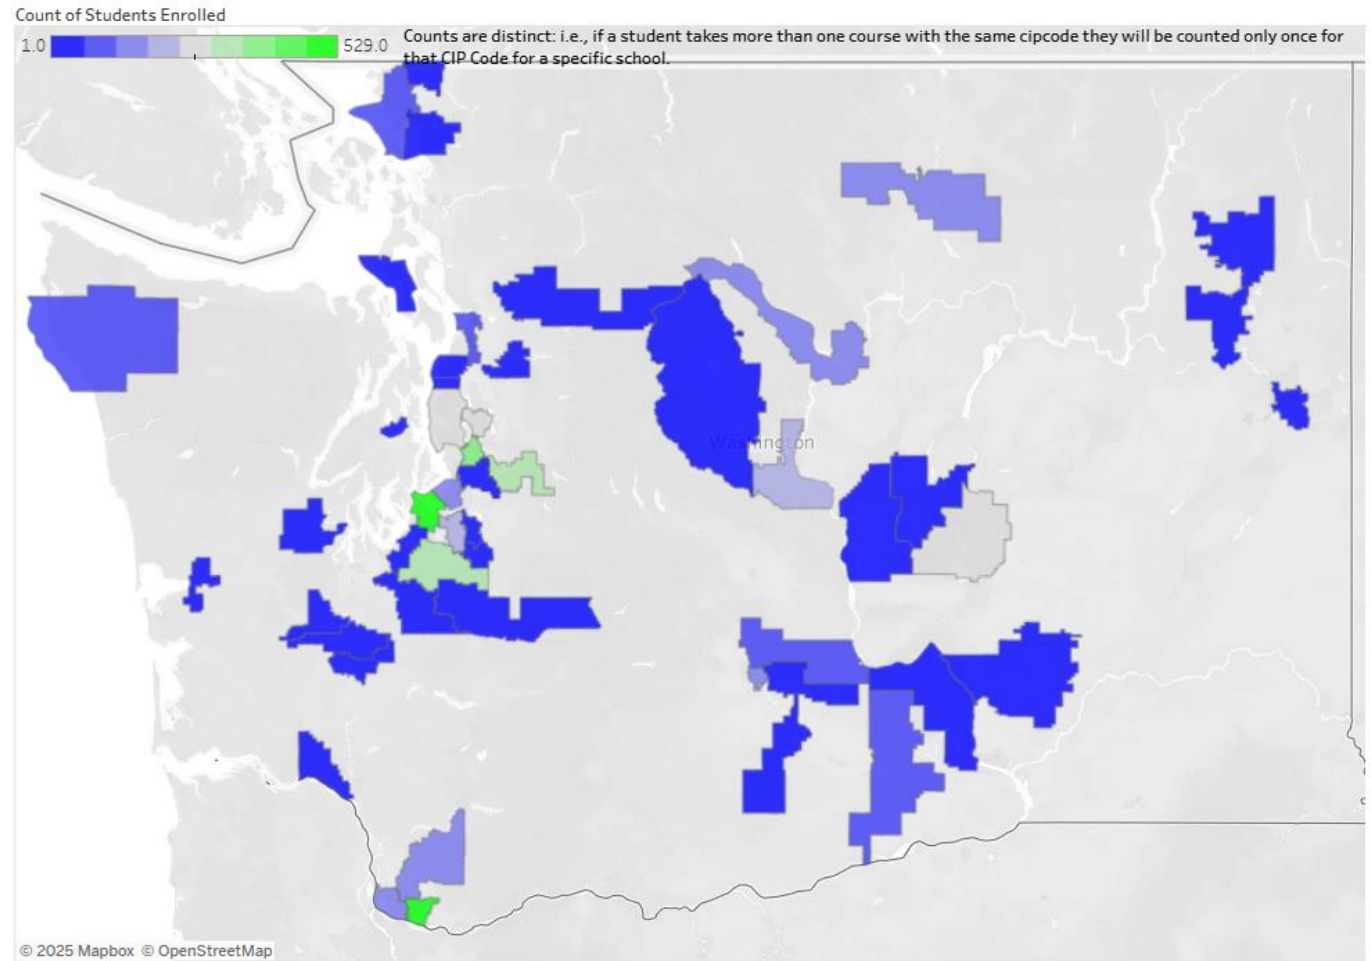 Count of Students Enrolled
1.0
529.0
Counts are distinct: i.e., if a student takes more than one course with the same cipcode they will be counted only once for
that CIP Code for a specific school.
Washington
© 2025 Mapbox © OpenStreetMap